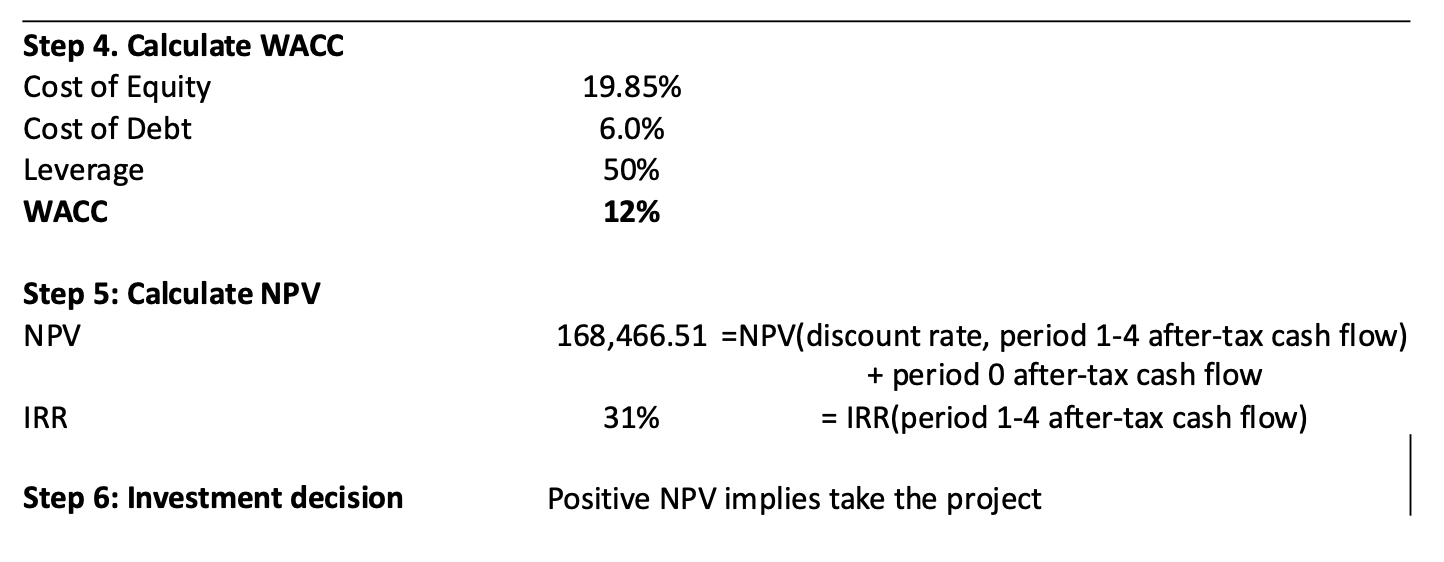 Step 4. Calculate WACC
Cost of Equity 19.85%
Cost of Debt 6.0%
Leverage 50%
WACC 12%
Step 5: Calculate NPV
NPV 168,466.51 =NPV(discount rate, period 1-4 after-tax cash flow)
+ period 0 after-tax cash flow
IRR 31% = IRR(period 1-4 after-tax cash flow)
Step 6: Investment decision Positive NPV implies take the project